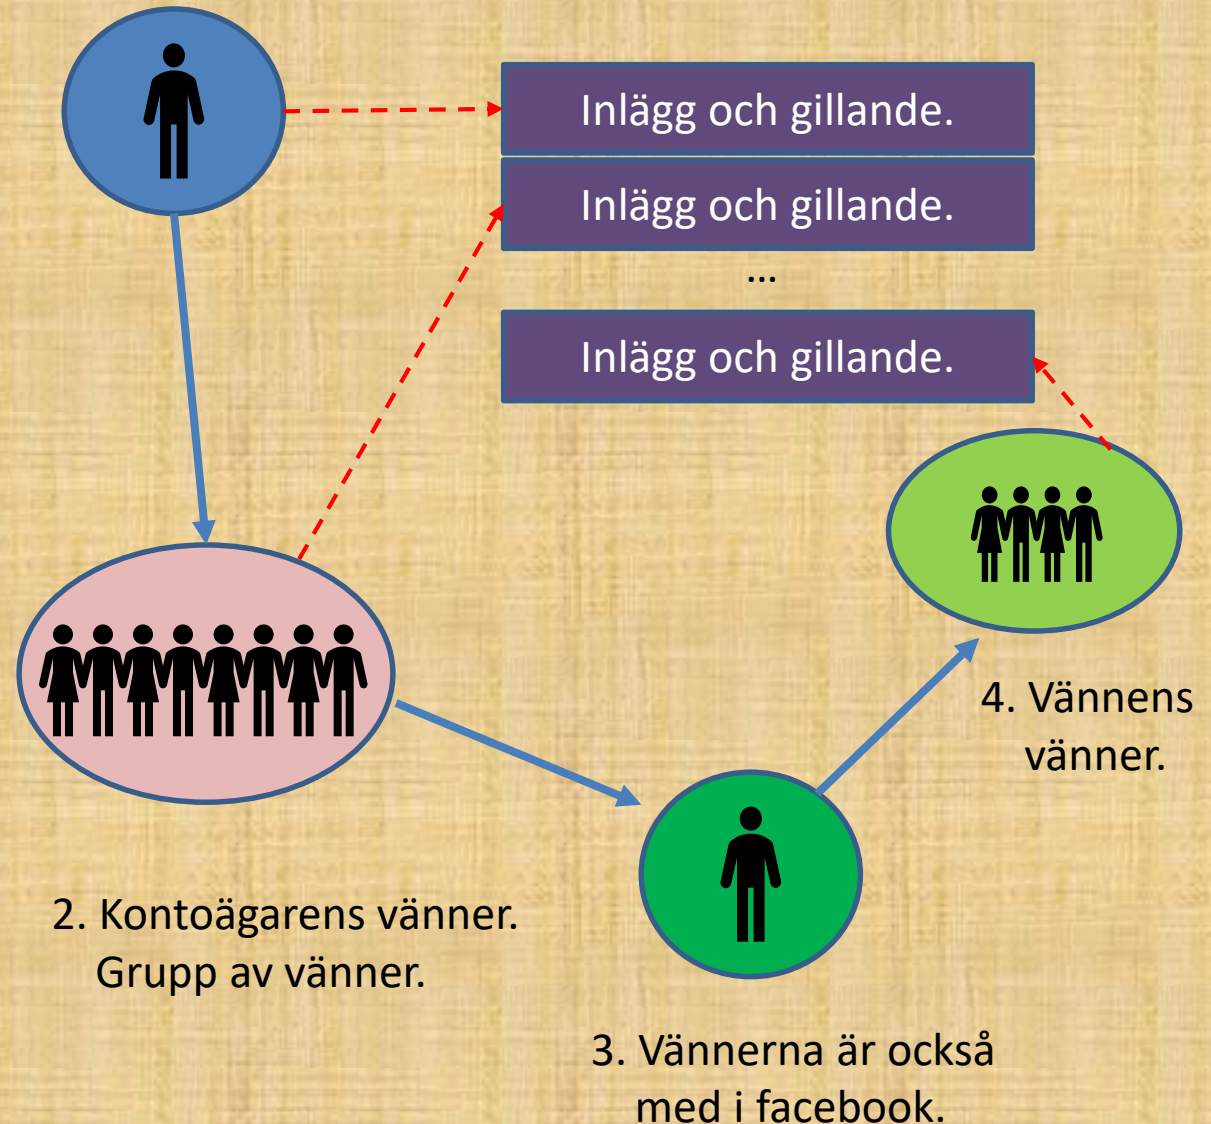 Inlägg och gillande.
Inlägg och gillande.
...
Inlägg och gillande.
4. Vännens
vänner.
2. Kontoägarens vänner.
Grupp av vänner.
3. Vännerna är också
med i facebook.